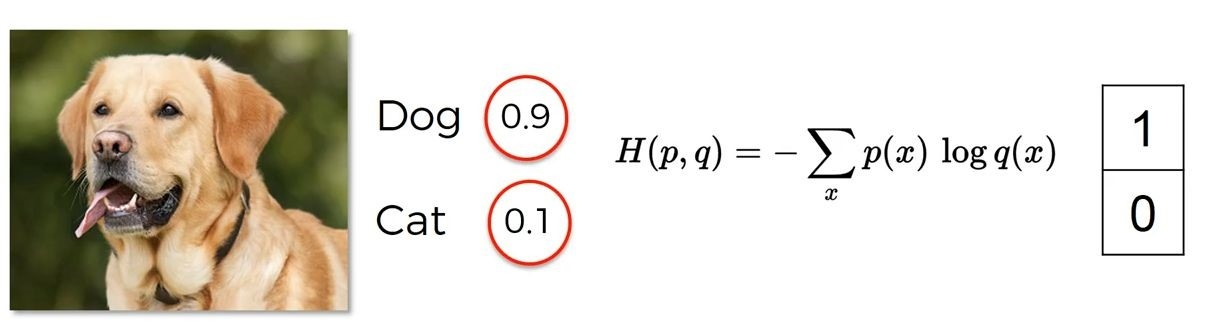 Dog 0.9
Cat 0.1
H(p, q) = − ∑ₓ p(x) log q(x)
1
0